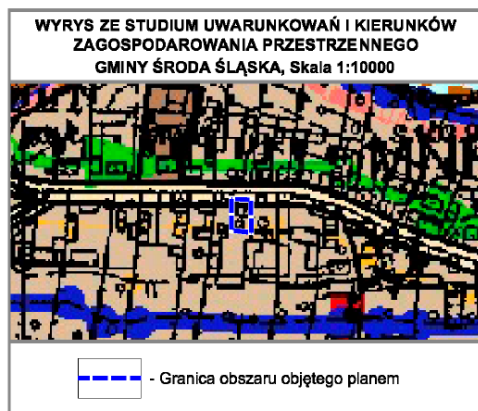 WYRYS ZE STUDIUM UWARUNKOWAŃ I KIERUNKÓW
ZAGOSPODAROWANIA PRZESTRZENNEGO
GMINY ŚRODA ŚLĄSKA, Skala 1:10000
- Granica obszaru objętego planem